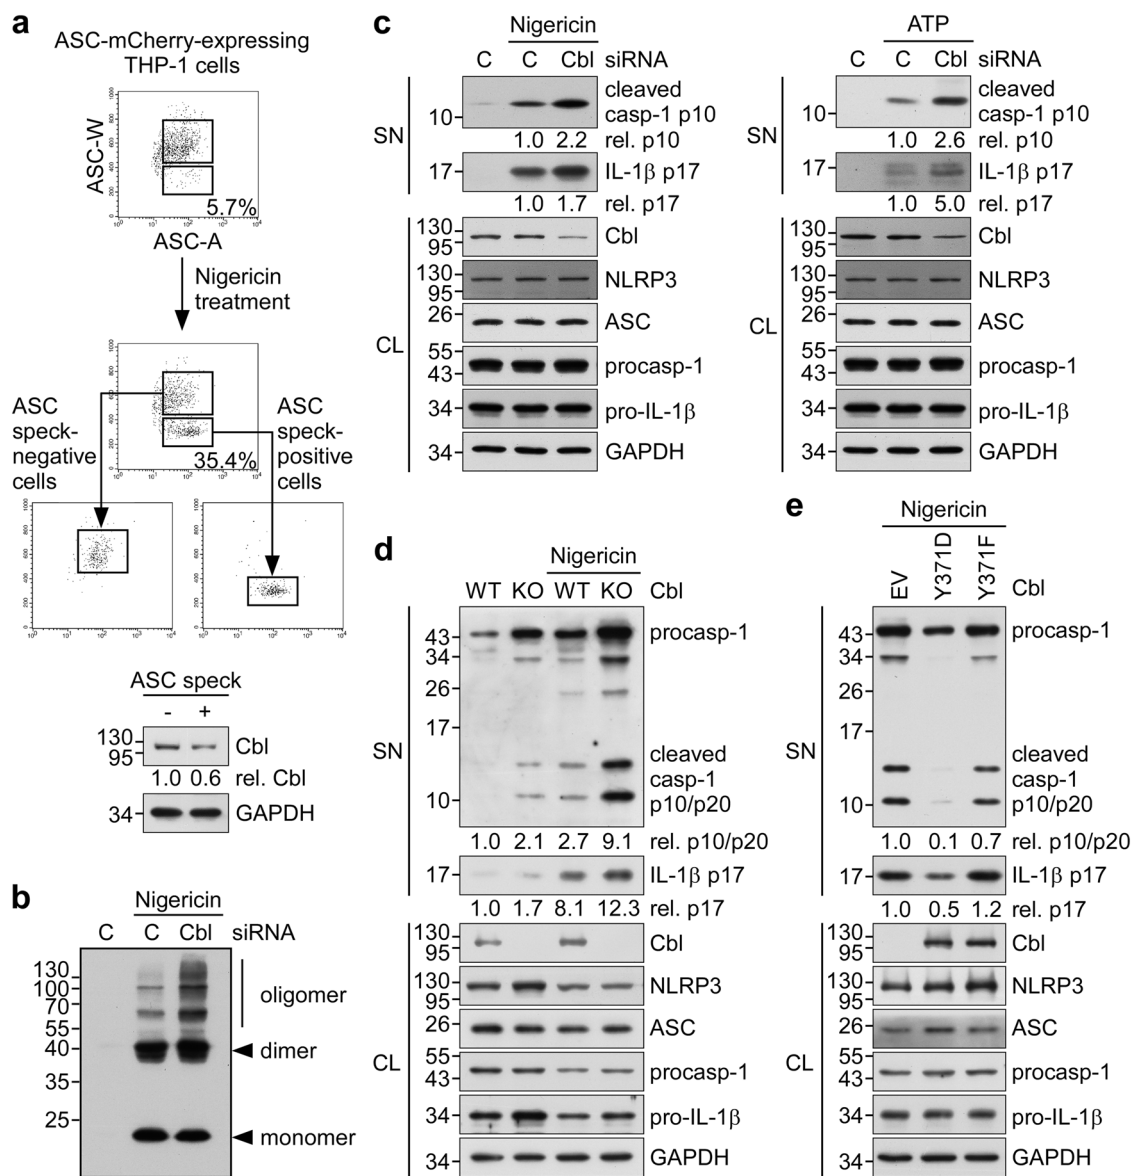 a
ASC-mCherry-expressing
THP-1 cells
ASC-W
5.7%
ASC-A
Nigericin
treatment
35.4%
ASC
speck-
negative
cells
ASC
speck-
positive
cells
ASC speck
- +
130
95
Cbl
1.0 0.6 rel. Cbl
34
GAPDH
b
Nigericin
C C Cbl siRNA
130
100
70
55
40
35
25
oligomer
dimer
monomer
c
Nigericin
C C Cbl siRNA
SN
10
cleaved
casp-1 p10
1.0 2.2 rel. p10
17
IL-1β p17
1.0 1.7 rel. p17
CL
130
95
Cbl
130
95
NLRP3
26
ASC
55
43
procasp-1
34
pro-IL-1β
34
GAPDH
ATP
C C Cbl siRNA
SN
10
cleaved
casp-1 p10
1.0 2.6 rel. p10
17
IL-1β p17
1.0 5.0 rel. p17
CL
130
95
Cbl
130
95
NLRP3
26
ASC
55
43
procasp-1
34
pro-IL-1β
34
GAPDH
d
Nigericin
WT KO WT KO Cbl
SN
43
34
26
17
10
procasp-1
cleaved
casp-1
p10/p20
1.0 2.1 2.7 9.1 rel. p10/p20
17
IL-1β p17
1.0 1.7 8.1 12.3 rel. p17
CL
130
95
Cbl
130
95
NLRP3
26
ASC
55
43
procasp-1
34
pro-IL-1β
34
GAPDH
e
Nigericin
EV Y371D Y371F Cbl
SN
43
34
26
17
10
procasp-1
cleaved
casp-1
p10/p20
1.0 0.1 0.7 rel. p10/p20
17
IL-1β p17
1.0 0.5 1.2 rel. p17
CL
130
95
Cbl
130
95
NLRP3
26
ASC
55
43
procasp-1
34
pro-IL-1β
34
GAPDH